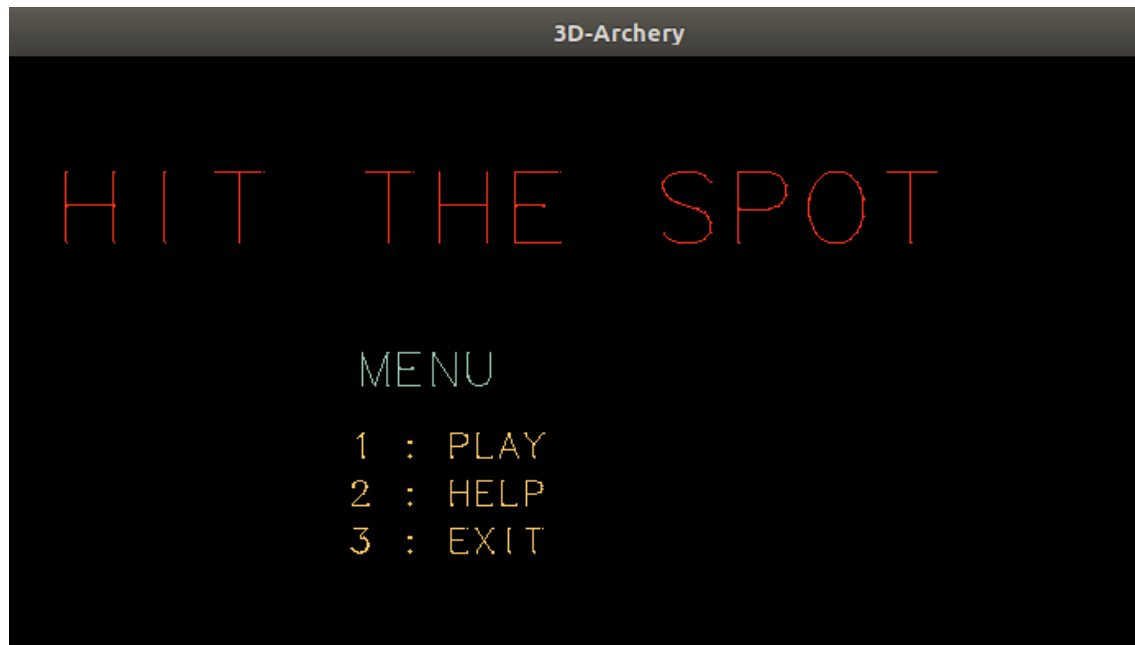 3D-Archery
HIT THE SPOT
MENU
1 : PLAY
2 : HELP
3 : EXIT